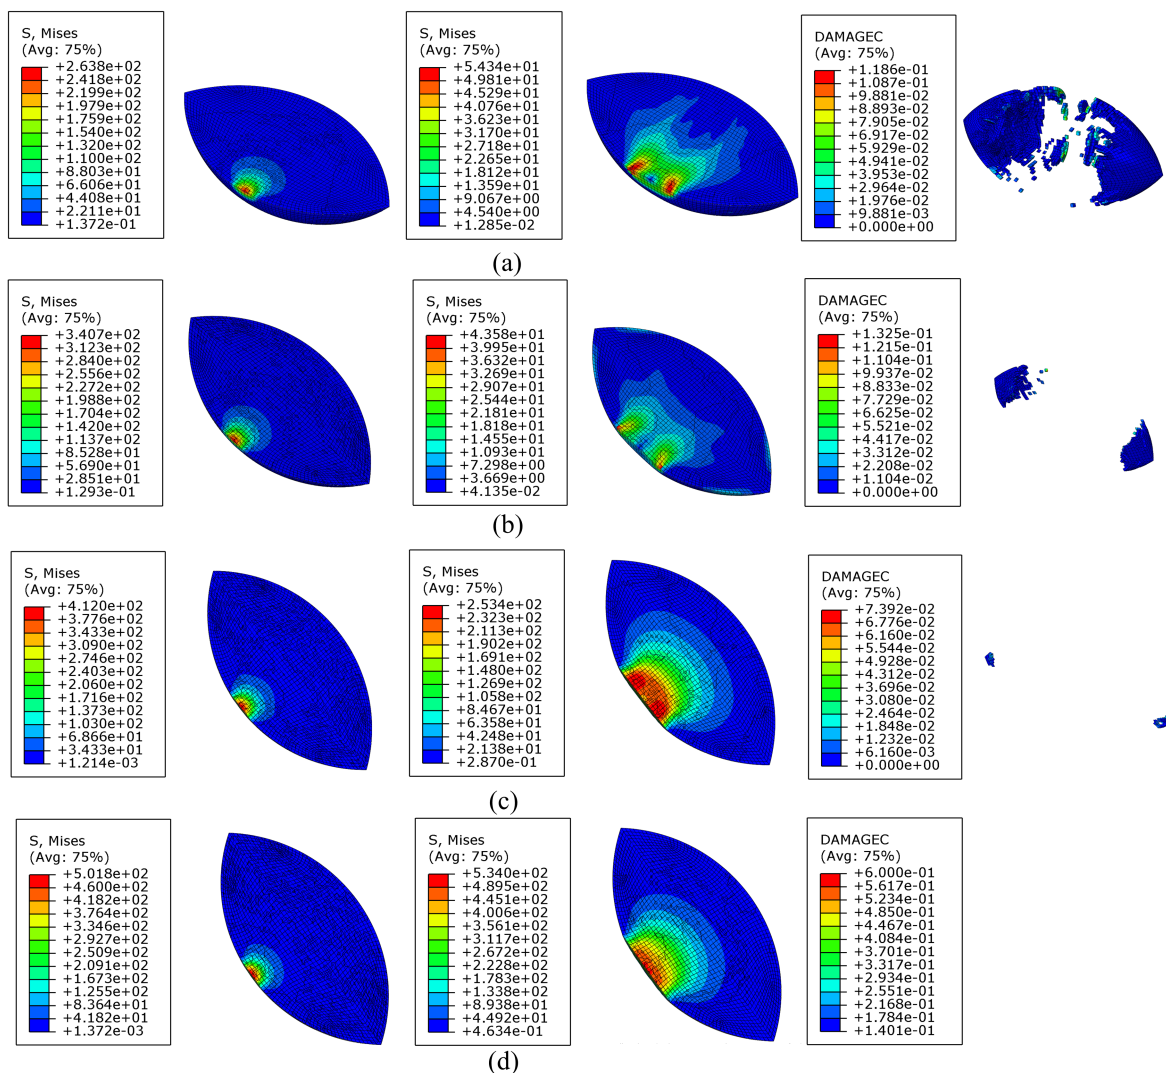 S, Mises
(Avg: 75%)
+2.638e+02
+2.418e+02
+2.199e+02
+1.979e+02
+1.759e+02
+1.540e+02
+1.320e+02
+1.100e+02
+8.803e+01
+6.606e+01
+4.408e+01
+2.211e+01
+1.372e-01
S, Mises
(Avg: 75%)
+5.434e+01
+4.981e+01
+4.529e+01
+4.076e+01
+3.623e+01
+3.170e+01
+2.718e+01
+2.265e+01
+1.812e+01
+1.359e+01
+9.067e+00
+4.540e+00
+1.285e-02
DAMAGEC
(Avg: 75%)
+1.186e-01
+1.087e-01
+9.881e-02
+8.893e-02
+7.905e-02
+6.917e-02
+5.929e-02
+4.941e-02
+3.953e-02
+2.964e-02
+1.976e-02
+9.881e-03
+0.000e+00
(a)
S, Mises
(Avg: 75%)
+3.407e+02
+3.123e+02
+2.840e+02
+2.556e+02
+2.272e+02
+1.988e+02
+1.704e+02
+1.420e+02
+1.137e+02
+8.528e+01
+5.690e+01
+2.851e+01
+1.293e-01
S, Mises
(Avg: 75%)
+4.358e+01
+3.995e+01
+3.632e+01
+3.269e+01
+2.907e+01
+2.544e+01
+2.181e+01
+1.818e+01
+1.455e+01
+1.093e+01
+7.298e+00
+3.669e+00
+4.135e-02
DAMAGEC
(Avg: 75%)
+1.325e-01
+1.215e-01
+1.104e-01
+9.937e-02
+8.833e-02
+7.729e-02
+6.625e-02
+5.521e-02
+4.417e-02
+3.312e-02
+2.208e-02
+1.104e-02
+0.000e+00
(b)
S, Mises
(Avg: 75%)
+4.120e+02
+3.776e+02
+3.433e+02
+3.090e+02
+2.746e+02
+2.403e+02
+2.060e+02
+1.716e+02
+1.373e+02
+1.030e+02
+6.866e+01
+3.433e+01
+1.214e-03
S, Mises
(Avg: 75%)
+2.534e+02
+2.323e+02
+2.113e+02
+1.902e+02
+1.691e+02
+1.480e+02
+1.269e+02
+1.058e+02
+8.467e+01
+6.358e+01
+4.248e+01
+2.138e+01
+2.870e-01
DAMAGEC
(Avg: 75%)
+7.392e-02
+6.776e-02
+6.160e-02
+5.544e-02
+4.928e-02
+4.312e-02
+3.696e-02
+3.080e-02
+2.464e-02
+1.848e-02
+1.232e-02
+6.160e-03
+0.000e+00
(c)
S, Mises
(Avg: 75%)
+5.018e+02
+4.600e+02
+4.182e+02
+3.764e+02
+3.346e+02
+2.927e+02
+2.509e+02
+2.091e+02
+1.673e+02
+1.255e+02
+8.364e+01
+4.182e+01
+1.372e-03
S, Mises
(Avg: 75%)
+5.340e+02
+4.895e+02
+4.451e+02
+4.006e+02
+3.561e+02
+3.117e+02
+2.672e+02
+2.228e+02
+1.783e+02
+1.338e+02
+8.938e+01
+4.492e+01
+4.634e-01
DAMAGEC
(Avg: 75%)
+6.000e-01
+5.617e-01
+5.234e-01
+4.850e-01
+4.467e-01
+4.084e-01
+3.701e-01
+3.317e-01
+2.934e-01
+2.551e-01
+2.168e-01
+1.784e-01
+1.401e-01
(d)